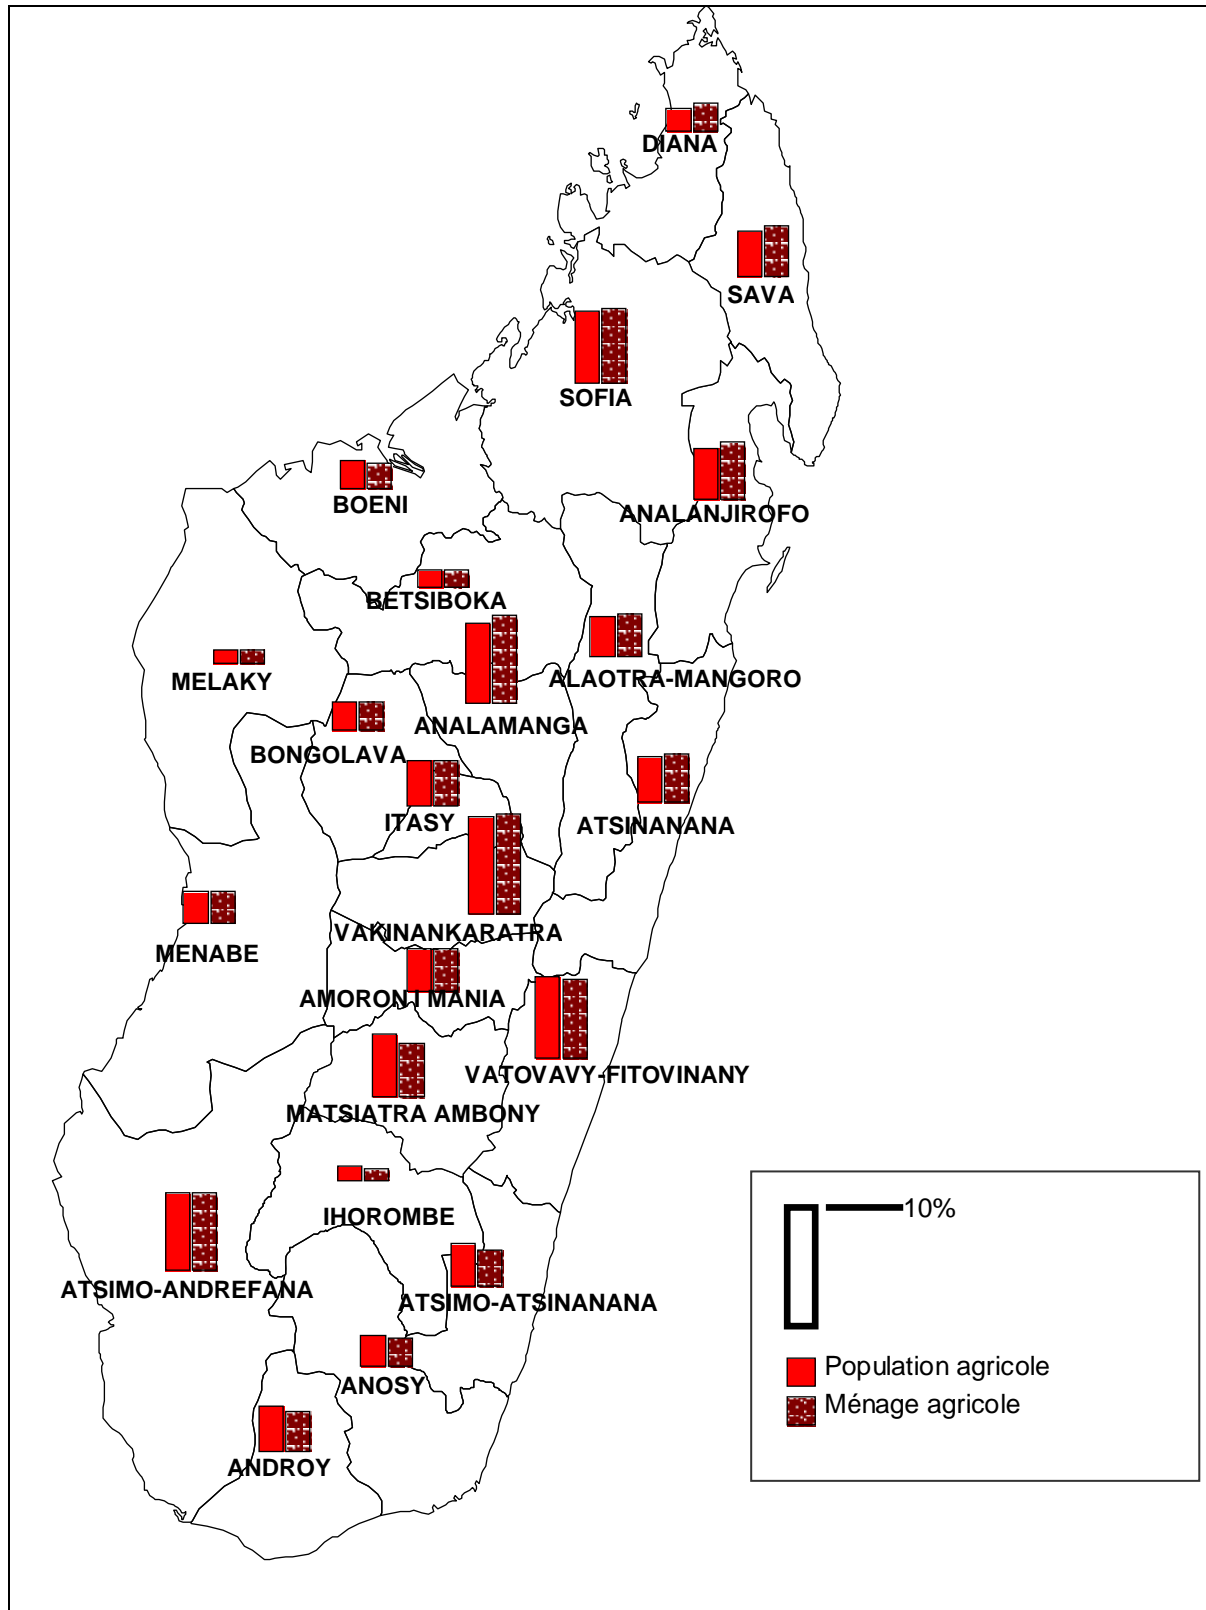 DIANA
SAVA
SOFIA
BOENI
ANALANJIROFO
BETSIBOKA
MELAKY
ALAOTRA-MANGORO
ANALAMANGA
BONGOLAVA
ITASY
ATSINANANA
VAKINANKARATRA
MENABE
AMORON I MANIA
VATOVAVY-FITOVINANY
MATSIATRA AMBONY
IHOROMBE
ATSIMO-ANDREFANA
ATSIMO-ATSINANANA
ANOSY
ANDROY
10%
Population agricole
Ménage agricole